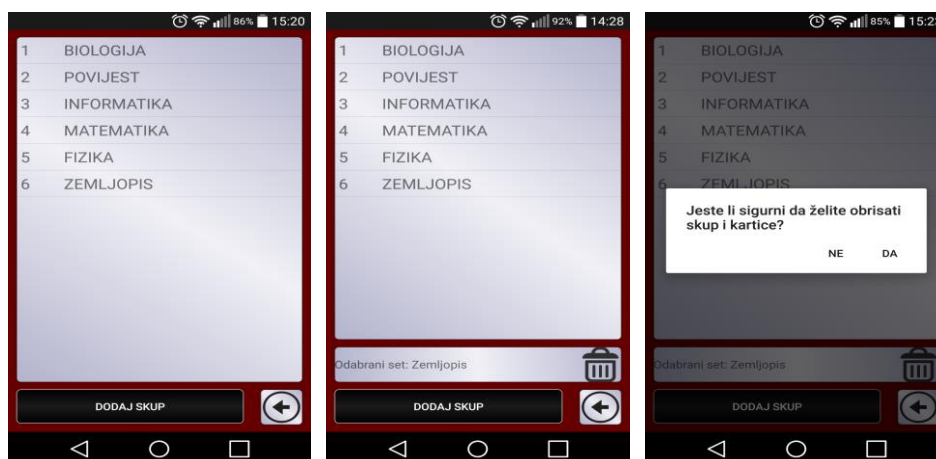 86% 15:20
1 BIOLOGIJA
2 POVIJEST
3 INFORMATIKA
4 MATEMATIKA
5 FIZIKA
6 ZEMLJOPIS
DODAJ SKUP
92% 14:28
1 BIOLOGIJA
2 POVIJEST
3 INFORMATIKA
4 MATEMATIKA
5 FIZIKA
6 ZEMLJOPIS
Odabrani set: Zemljopis
DODAJ SKUP
85%
1 BIOLOGIJA
2 POVIJEST
3 INFORMATIKA
4 MATEMATIKA
5 FIZIKA
6 ZEMLJOPIS
Jeste li sigurni da želite obrisati
skup i kartice?
NE DA
Odabrani set: Zemljopis
DODAJ SKUP